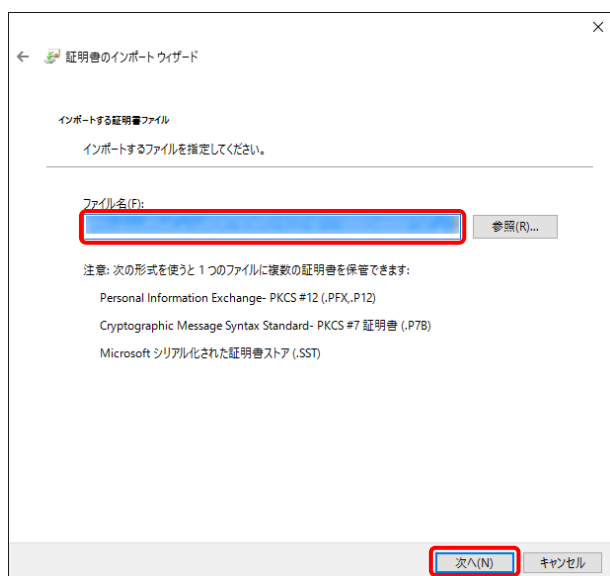 証明書のインポート ウィザード
インポートする証明書ファイル
インポートするファイルを指定してください。
ファイル名(F):
参照(R)...
注意: 次の形式を使うと 1 つのファイルに複数の証明書を保管できます:
Personal Information Exchange- PKCS #12 (.PFX,.P12)
Cryptographic Message Syntax Standard- PKCS #7 証明書 (.P7B)
Microsoft シリアル化された証明書ストア (.SST)
次へ(N)
キャンセル